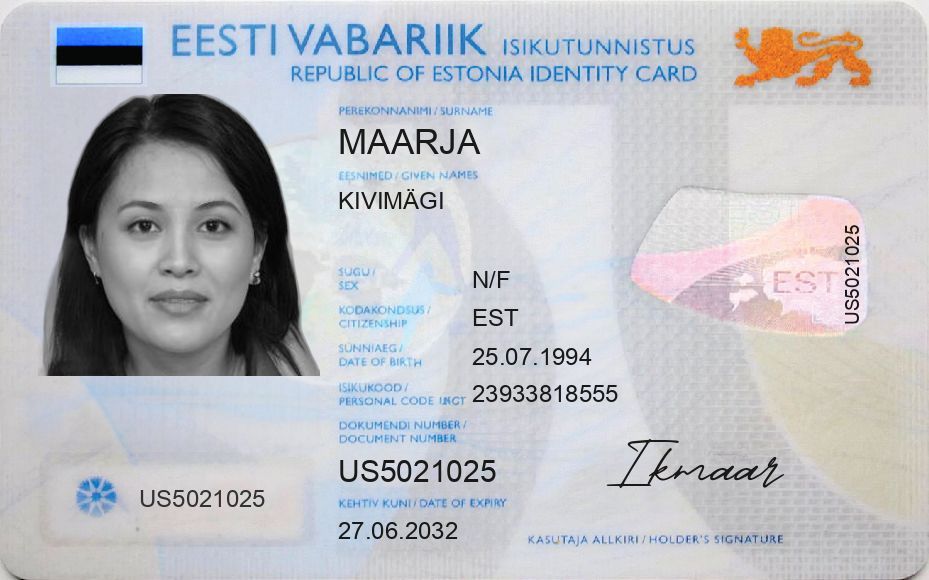 EESTI VABARIIK ISIKUTUNNISTUS
REPUBLIC OF ESTONIA IDENTITY CARD
PEREKONNANIMI / SURNAME
MAARJA
EESNIMED / GIVEN NAMES
KIVIMÄGI
SUGU /
SEX
N/F
KODAKONDSUS /
CITIZENSHIP
EST
SÜNNIAEG /
DATE OF BIRTH
25.07.1994
ISIKUKOOD /
PERSONAL CODE
23933818555
DOKUMENDI NUMBER /
DOCUMENT NUMBER
US5021025
KEHTIV KUNI / DATE OF EXPIRY
27.06.2032
US5021025
EST
US5021025
Ikmaar
KASUTAJA ALLKIRI / HOLDER'S SIGNATURE